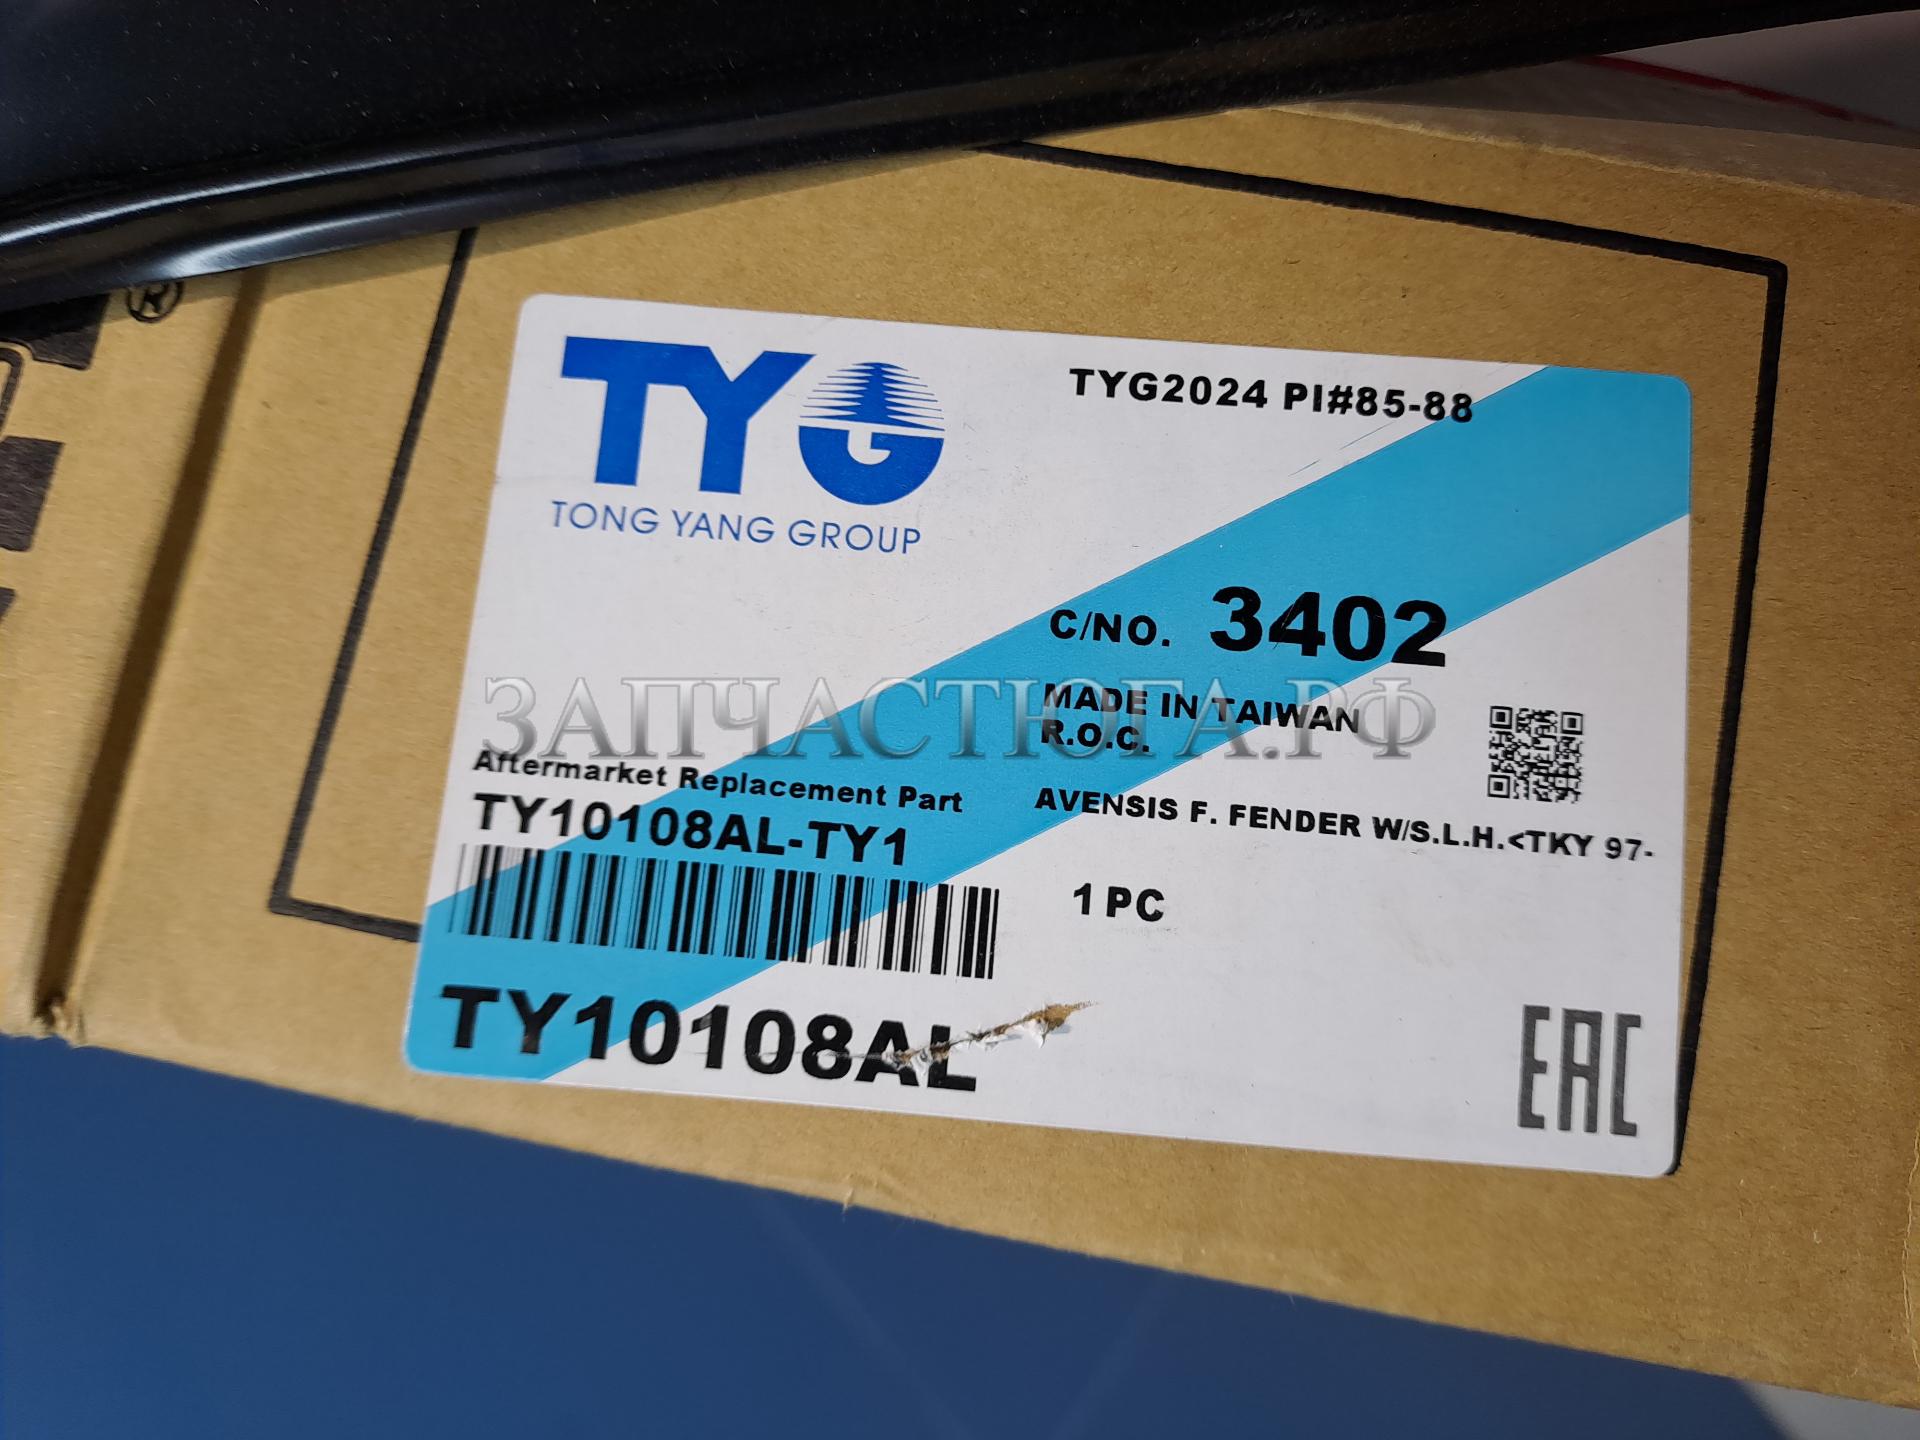 ®
TYG
TONG YANG GROUP
TYG2024 PI#85-88
C/NO. 3402
MADE IN TAIWAN
R.O.C.
ЗАПЧАСТЮГА.РФ
Aftermarket Replacement Part
TY10108AL-TY1
AVENSIS F. FENDER W/S.L.H.<TKY 97-
1 PC
TY10108AL
EAC